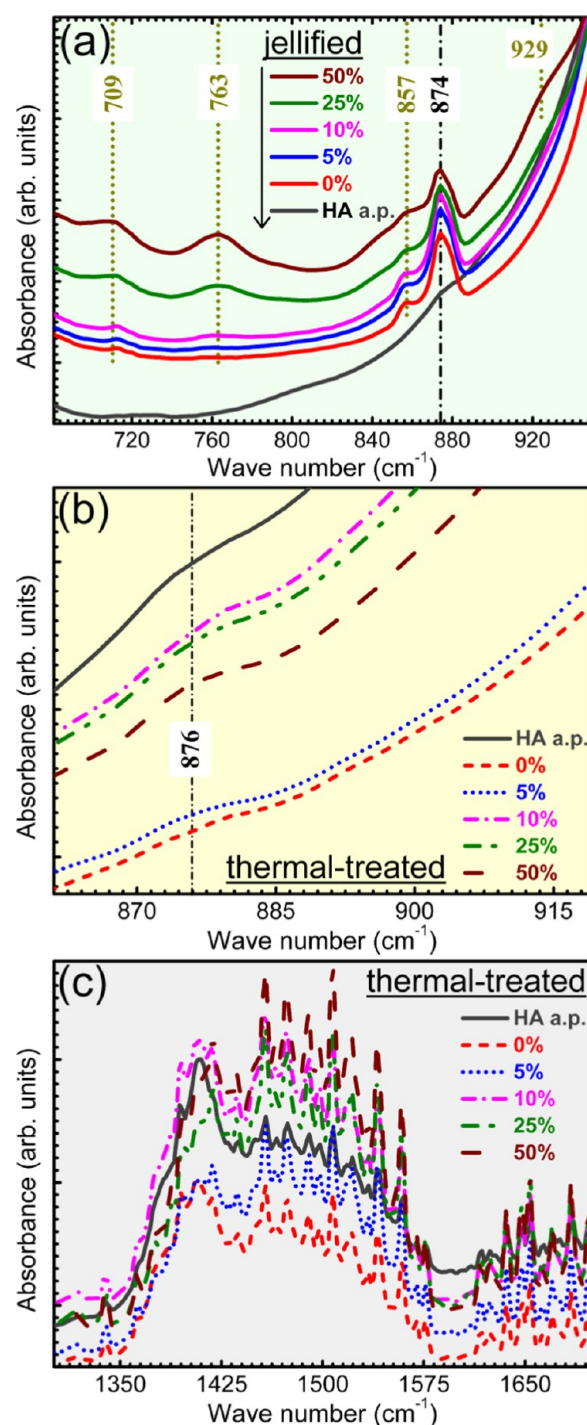 (a)
jellified
50%
25%
10%
5%
0%
HA a.p.
709
763
857
874
929
Absorbance (arb. units)
720 760 800 840 880 920
Wave number (cm⁻¹)
(b)
876
HA a.p.
0%
5%
10%
25%
50%
thermal-treated
Absorbance (arb. units)
870 885 900 915
Wave number (cm⁻¹)
(c)
thermal-treated
HA a.p.
0%
5%
10%
25%
50%
Absorbance (arb. units)
1350 1425 1500 1575 1650
Wave number (cm⁻¹)